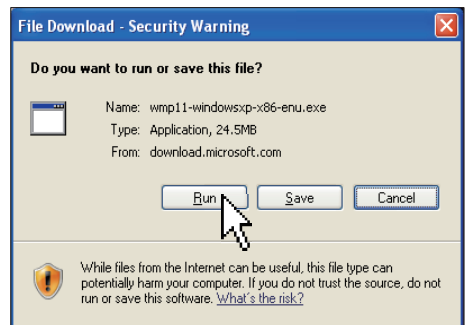 File Download - Security Warning
Do you want to run or save this file?
Name: wmp11-windowsxp-x86-enu.exe
Type: Application, 24.5MB
From: download.microsoft.com
Run Save Cancel
While files from the Internet can be useful, this file type can
potentially harm your computer. If you do not trust the source, do not
run or save this software. What's the risk?